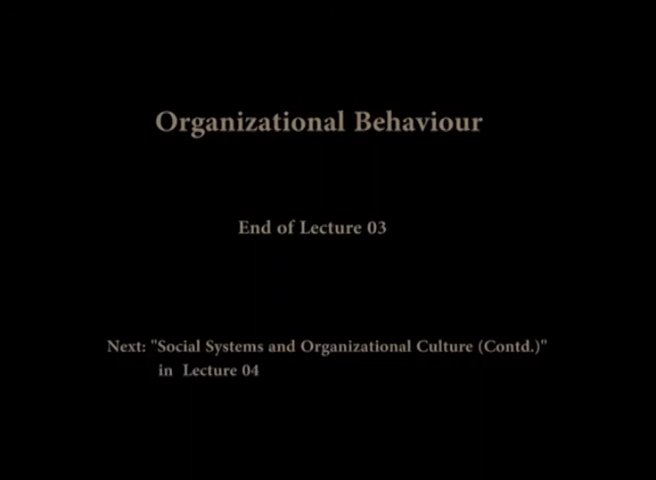 Organizational Behaviour
End of Lecture 03
Next: "Social Systems and Organizational Culture (Contd.)"
in Lecture 04